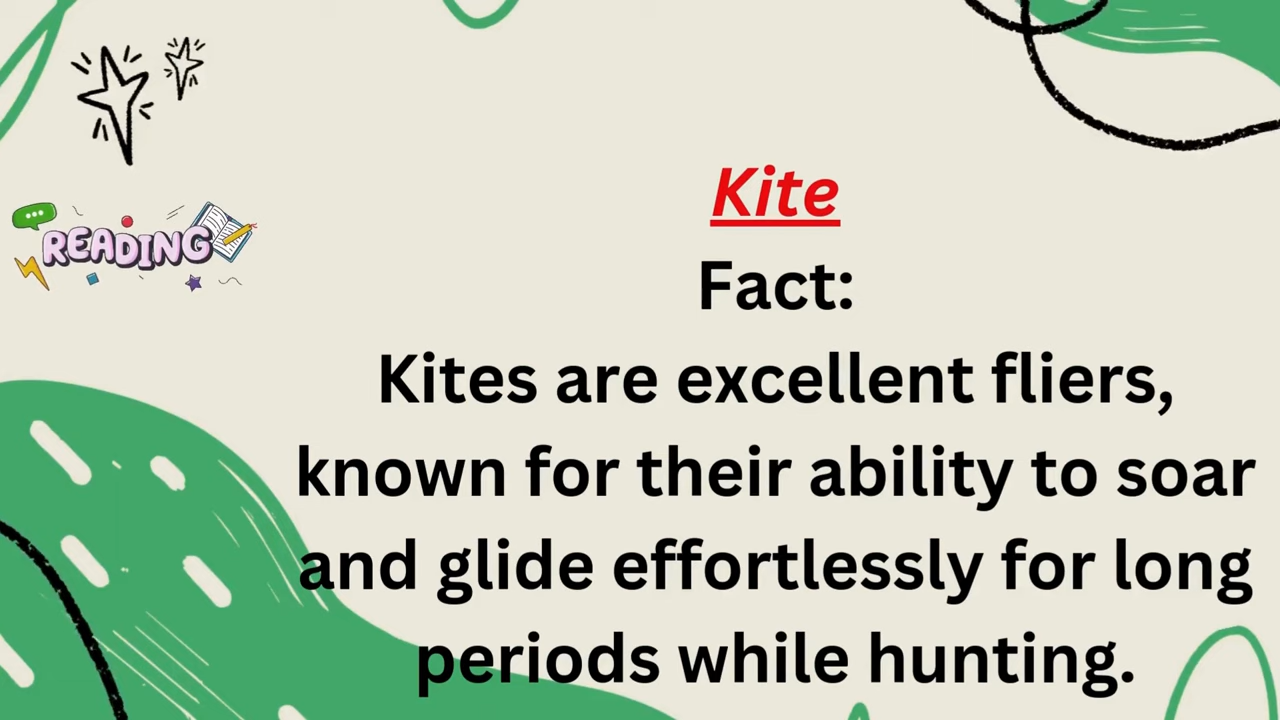 READING
Kite
Fact:
Kites are excellent fliers,
known for their ability to soar
and glide effortlessly for long
periods while hunting.